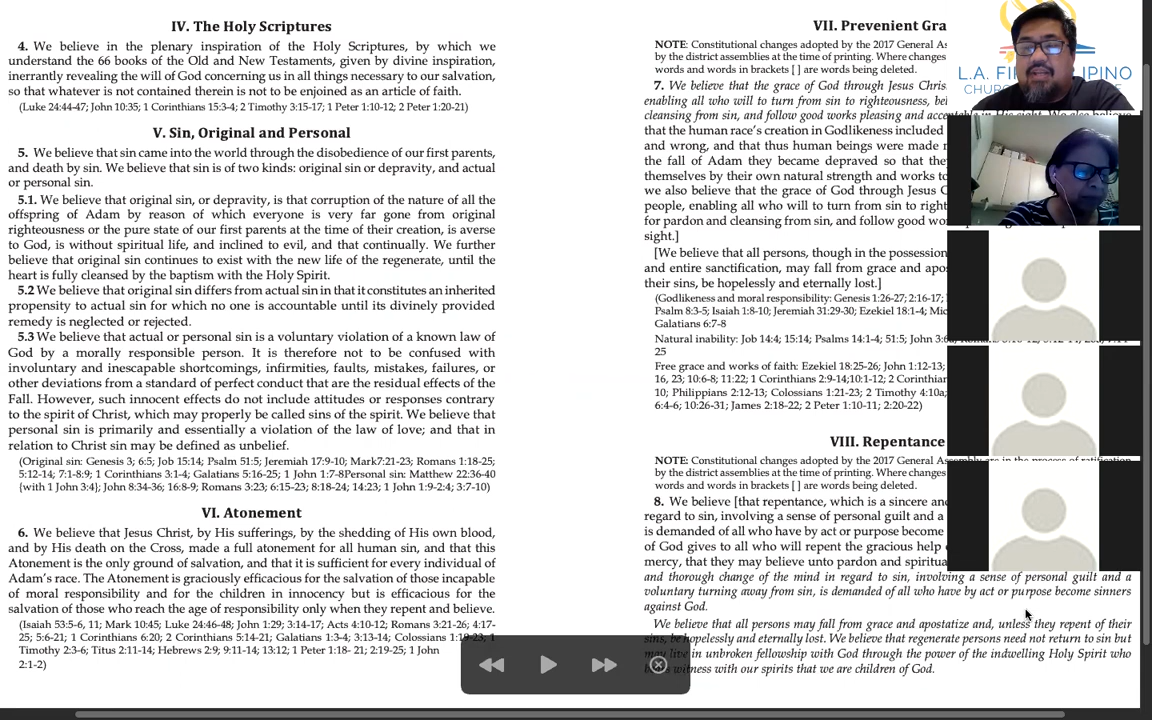 IV. The Holy Scriptures
4. We believe in the plenary inspiration of the Holy Scriptures, by which we
understand the 66 books of the Old and New Testaments, given by divine inspiration,
inerrantly revealing the will of God concerning us in all things necessary to our salvation,
so that whatever is not contained therein is not to be enjoined as an article of faith.
(Luke 24:44-47; John 10:35; 1 Corinthians 15:3-4; 2 Timothy 3:15-17; 1 Peter 1:10-12; 2 Peter 1:20-21)
V. Sin, Original and Personal
5. We believe that sin came into the world through the disobedience of our first parents,
and death by sin. We believe that sin is of two kinds: original sin or depravity, and actual
or personal sin.
5.1. We believe that original sin, or depravity, is that corruption of the nature of all the
offspring of Adam by reason of which everyone is very far gone from original
righteousness or the pure state of our first parents at the time of their creation, is averse
to God, is without spiritual life, and inclined to evil, and that continually. We further
believe that original sin continues to exist with the new life of the regenerate, until the
heart is fully cleansed by the baptism with the Holy Spirit.
5.2 We believe that original sin differs from actual sin in that it constitutes an inherited
propensity to actual sin for which no one is accountable until its divinely provided
remedy is neglected or rejected.
5.3 We believe that actual or personal sin is a voluntary violation of a known law of
God by a morally responsible person. It is therefore not to be confused with
involuntary and inescapable shortcomings, infirmities, faults, mistakes, failures, or
other deviations from a standard of perfect conduct that are the residual effects of the
Fall. However, such innocent effects do not include attitudes or responses contrary
to the spirit of Christ, which may properly be called sins of the spirit. We believe that
personal sin is primarily and essentially a violation of the law of love; and that in
relation to Christ sin may be defined as unbelief.
(Original sin: Genesis 3; 6:5; Job 15:14; Psalm 51:5; Jeremiah 17:9-10; Mark7:21-23; Romans 1:18-25;
5:12-14; 7:1-8:9; 1 Corinthians 3:1-4; Galatians 5:16-25; 1 John 1:7-8Personal sin: Matthew 22:36-40
{with 1 John 3:4}; John 8:34-36; 16:8-9; Romans 3:23; 6:15-23; 8:18-24; 14:23; 1 John 1:9-2:4; 3:7-10)
VI. Atonement
6. We believe that Jesus Christ, by His sufferings, by the shedding of His own blood,
and by His death on the Cross, made a full atonement for all human sin, and that this
Atonement is the only ground of salvation, and that it is sufficient for every individual of
Adam's race. The Atonement is graciously efficacious for the salvation of those incapable
of moral responsibility and for the children in innocency but is efficacious for the
salvation of those who reach the age of responsibility only when they repent and believe.
(Isaiah 53:5-6, 11; Mark 10:45; Luke 24:46-48; John 1:29; 3:14-17; Acts 4:10-12; Romans 3:21-26; 4:17-
25; 5:6-21; 1 Corinthians 6:20; 2 Corinthians 5:14-21; Galatians 1:3-4; 3:13-14; Colossians 1:19-23; 1
Timothy 2:3-6; Titus 2:11-14; Hebrews 2:9; 9:11-14; 13:12; 1 Peter 1:18- 21; 2:19-25; 1 John
2:1-2)
VII. Prevenient Gra
NOTE: Constitutional changes adopted by the 2017 General As
by the district assemblies at the time of printing. Where changes
words and words in brackets [ ] are words being deleted.
7. We believe that the grace of God through Jesus Chris
enabling all who will to turn from sin to righteousness, bel
cleansing from sin, and follow good works pleasing and acceptable in His sight. We also believe
that the human race's creation in Godlikeness included
and wrong, and that thus human beings were made
the fall of Adam they became depraved so that the
themselves by their own natural strength and works to
we also believe that the grace of God through Jesus C
people, enabling all who will to turn from sin to right
for pardon and cleansing from sin, and follow good wor
sight.]
[We believe that all persons, though in the possession
and entire sanctification, may fall from grace and apos
their sins, be hopelessly and eternally lost.]
(Godlikeness and moral responsibility: Genesis 1:26-27; 2:16-17;
Psalm 8:3-5; Isaiah 1:8-10; Jeremiah 31:29-30; Ezekiel 18:1-4; Mic
Galatians 6:7-8
Natural inability: Job 14:4; 15:14; Psalms 14:1-4; 51:5; John 3:6
25
Free grace and works of faith: Ezekiel 18:25-26; John 1:12-13;
16, 23; 10:6-8; 11:22; 1 Corinthians 2:9-14;10:1-12; 2 Corinthian
10; Philippians 2:12-13; Colossians 1:21-23; 2 Timothy 4:10a;
6:4-6; 10:26-31; James 2:18-22; 2 Peter 1:10-11; 2:20-22)
VIII. Repentance
NOTE: Constitutional changes adopted by the 2017 General Assembly are in the process of ratification
by the district assemblies at the time of printing. Where changes
words and words in brackets [ ] are words being deleted.
8. We believe [that repentance, which is a sincere and
regard to sin, involving a sense of personal guilt and a
is demanded of all who have by act or purpose become
of God gives to all who will repent the gracious help
mercy, that they may believe unto pardon and spiritua
and thorough change of the mind in regard to sin, involving a sense of personal guilt and a
voluntary turning away from sin, is demanded of all who have by act or purpose become sinners
against God.
We believe that all persons may fall from grace and apostatize and, unless they repent of their
sins, be hopelessly and eternally lost. We believe that regenerate persons need not return to sin but
may live in unbroken fellowship with God through the power of the indwelling Holy Spirit who
bears witness with our spirits that we are children of God.
L.A. FI IPINO
CHURC